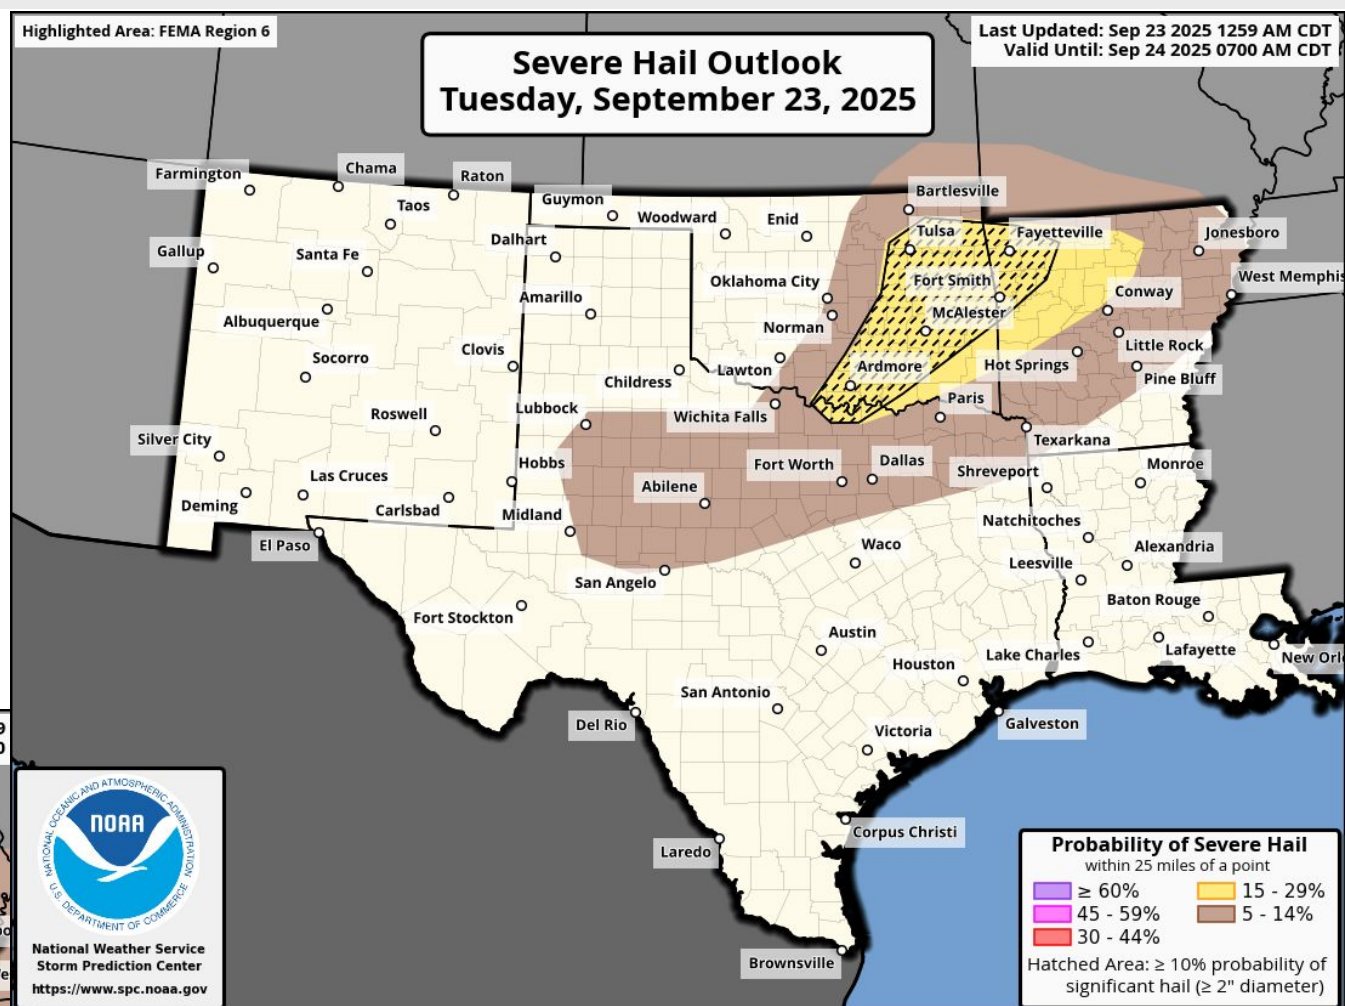 Highlighted Area: FEMA Region 6
Last Updated: Sep 23 2025 1259 AM CDT
Valid Until: Sep 24 2025 0700 AM CDT
Severe Hail Outlook
Tuesday, September 23, 2025
Farmington
Chama
Raton
Taos
Guymon
Woodward
Enid
Bartlesville
Gallup
Santa Fe
Dalhart
Tulsa
Fayetteville
Jonesboro
Albuquerque
Amarillo
Oklahoma City
Fort Smith
Conway
West Memphis
Norman
McAlester
Socorro
Clovis
Childress
Lawton
Ardmore
Hot Springs
Little Rock
Pine Bluff
Roswell
Lubbock
Wichita Falls
Paris
Texarkana
Silver City
Las Cruces
Hobbs
Abilene
Fort Worth
Dallas
Shreveport
Monroe
Deming
Carlsbad
Midland
Natchitoches
El Paso
San Angelo
Waco
Leesville
Alexandria
Fort Stockton
Baton Rouge
Austin
Houston
Lake Charles
Lafayette
New Orl
San Antonio
Del Rio
Victoria
Galveston
Laredo
Corpus Christi
Brownsville
9
0
NATIONAL OCEANIC AND ATMOSPHERIC ADMINISTRATION
NOAA
U.S. DEPARTMENT OF COMMERCE
National Weather Service
Storm Prediction Center
https://www.spc.noaa.gov
Probability of Severe Hail
within 25 miles of a point
≥ 60%
15 - 29%
45 - 59%
5 - 14%
30 - 44%
Hatched Area: ≥ 10% probability of
significant hail (≥ 2" diameter)